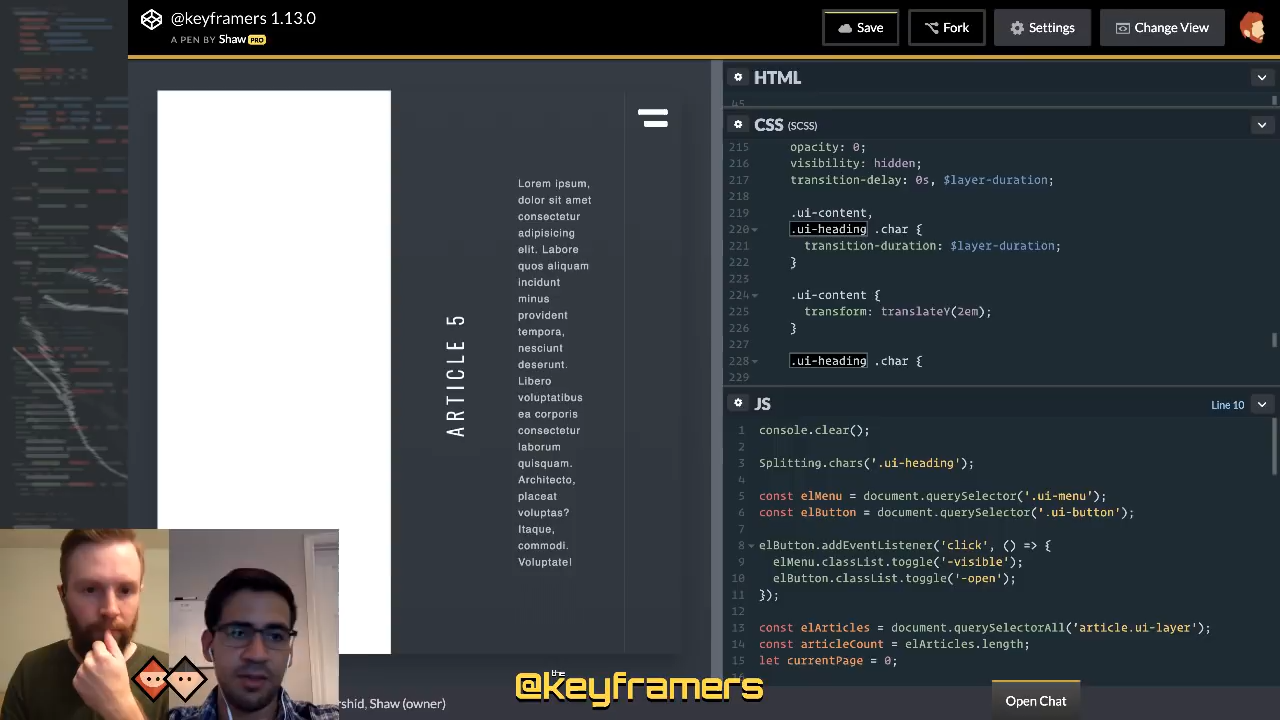 @keyframers 1.13.0
A PEN BY Shaw PRO
Save
Fork
Settings
Change View
ARTICLE 5
Lorem ipsum,
dolor sit amet
consectetur
adipisicing
elit. Labore
quos aliquam
incidunt
minus
provident
tempora,
nesciunt
deserunt.
Libero
voluptatibus
ea corporis
consectetur
laborum
quisquam.
Architecto,
placeat
voluptas?
Itaque,
commodi.
Voluptate!
HTML
45
CSS (SCSS)
215 opacity: 0;
216 visibility: hidden;
217 transition-delay: 0s, $layer-duration;
218
219 .ui-content,
220 .ui-heading .char {
221 transition-duration: $layer-duration;
222 }
223
224 .ui-content {
225 transform: translateY(2em);
226 }
227
228 .ui-heading .char {
229
JS
Line 10
1 console.clear();
2
3 Splitting.chars('.ui-heading');
4
5 const elMenu = document.querySelector('.ui-menu');
6 const elButton = document.querySelector('.ui-button');
7
8 elButton.addEventListener('click', () => {
9 elMenu.classList.toggle('-visible');
10 elButton.classList.toggle('-open');
11 });
12
13 const elArticles = document.querySelectorAll('article.ui-layer');
14 const articleCount = elArticles.length;
15 let currentPage = 0;
rshid, Shaw (owner)
the
@keyframers
Open Chat